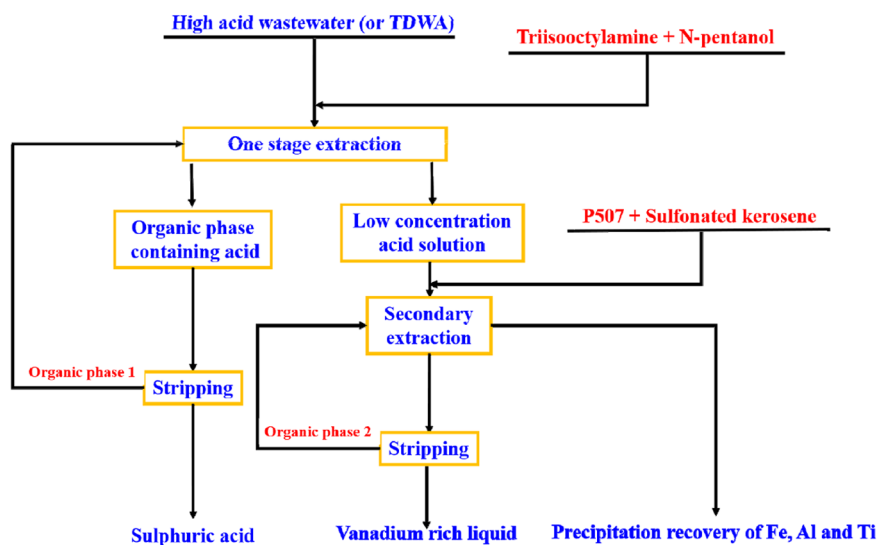 High acid wastewater (or TDWA)
Triisooctylamine + N-pentanol
One stage extraction
Organic phase
containing acid
Low concentration
acid solution
P507 + Sulfonated kerosene
Secondary
extraction
Organic phase 1
Stripping
Organic phase 2
Stripping
Sulphuric acid
Vanadium rich liquid
Precipitation recovery of Fe, Al and Ti